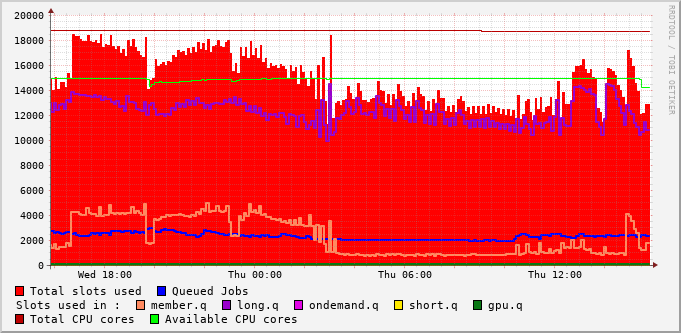 20000
18000
16000
14000
12000
10000
8000
6000
4000
2000
0
Wed 18:00 Thu 00:00 Thu 06:00 Thu 12:00
RRDTOOL / TOBI OETIKER
Total slots used Queued Jobs
Slots used in : member.q long.q ondemand.q short.q gpu.q
Total CPU cores Available CPU cores